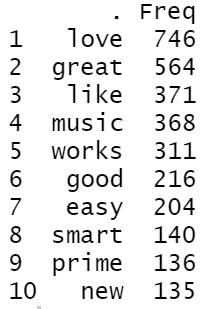 . Freq
1 love 746
2 great 564
3 like 371
4 music 368
5 works 311
6 good 216
7 easy 204
8 smart 140
9 prime 136
10 new 135